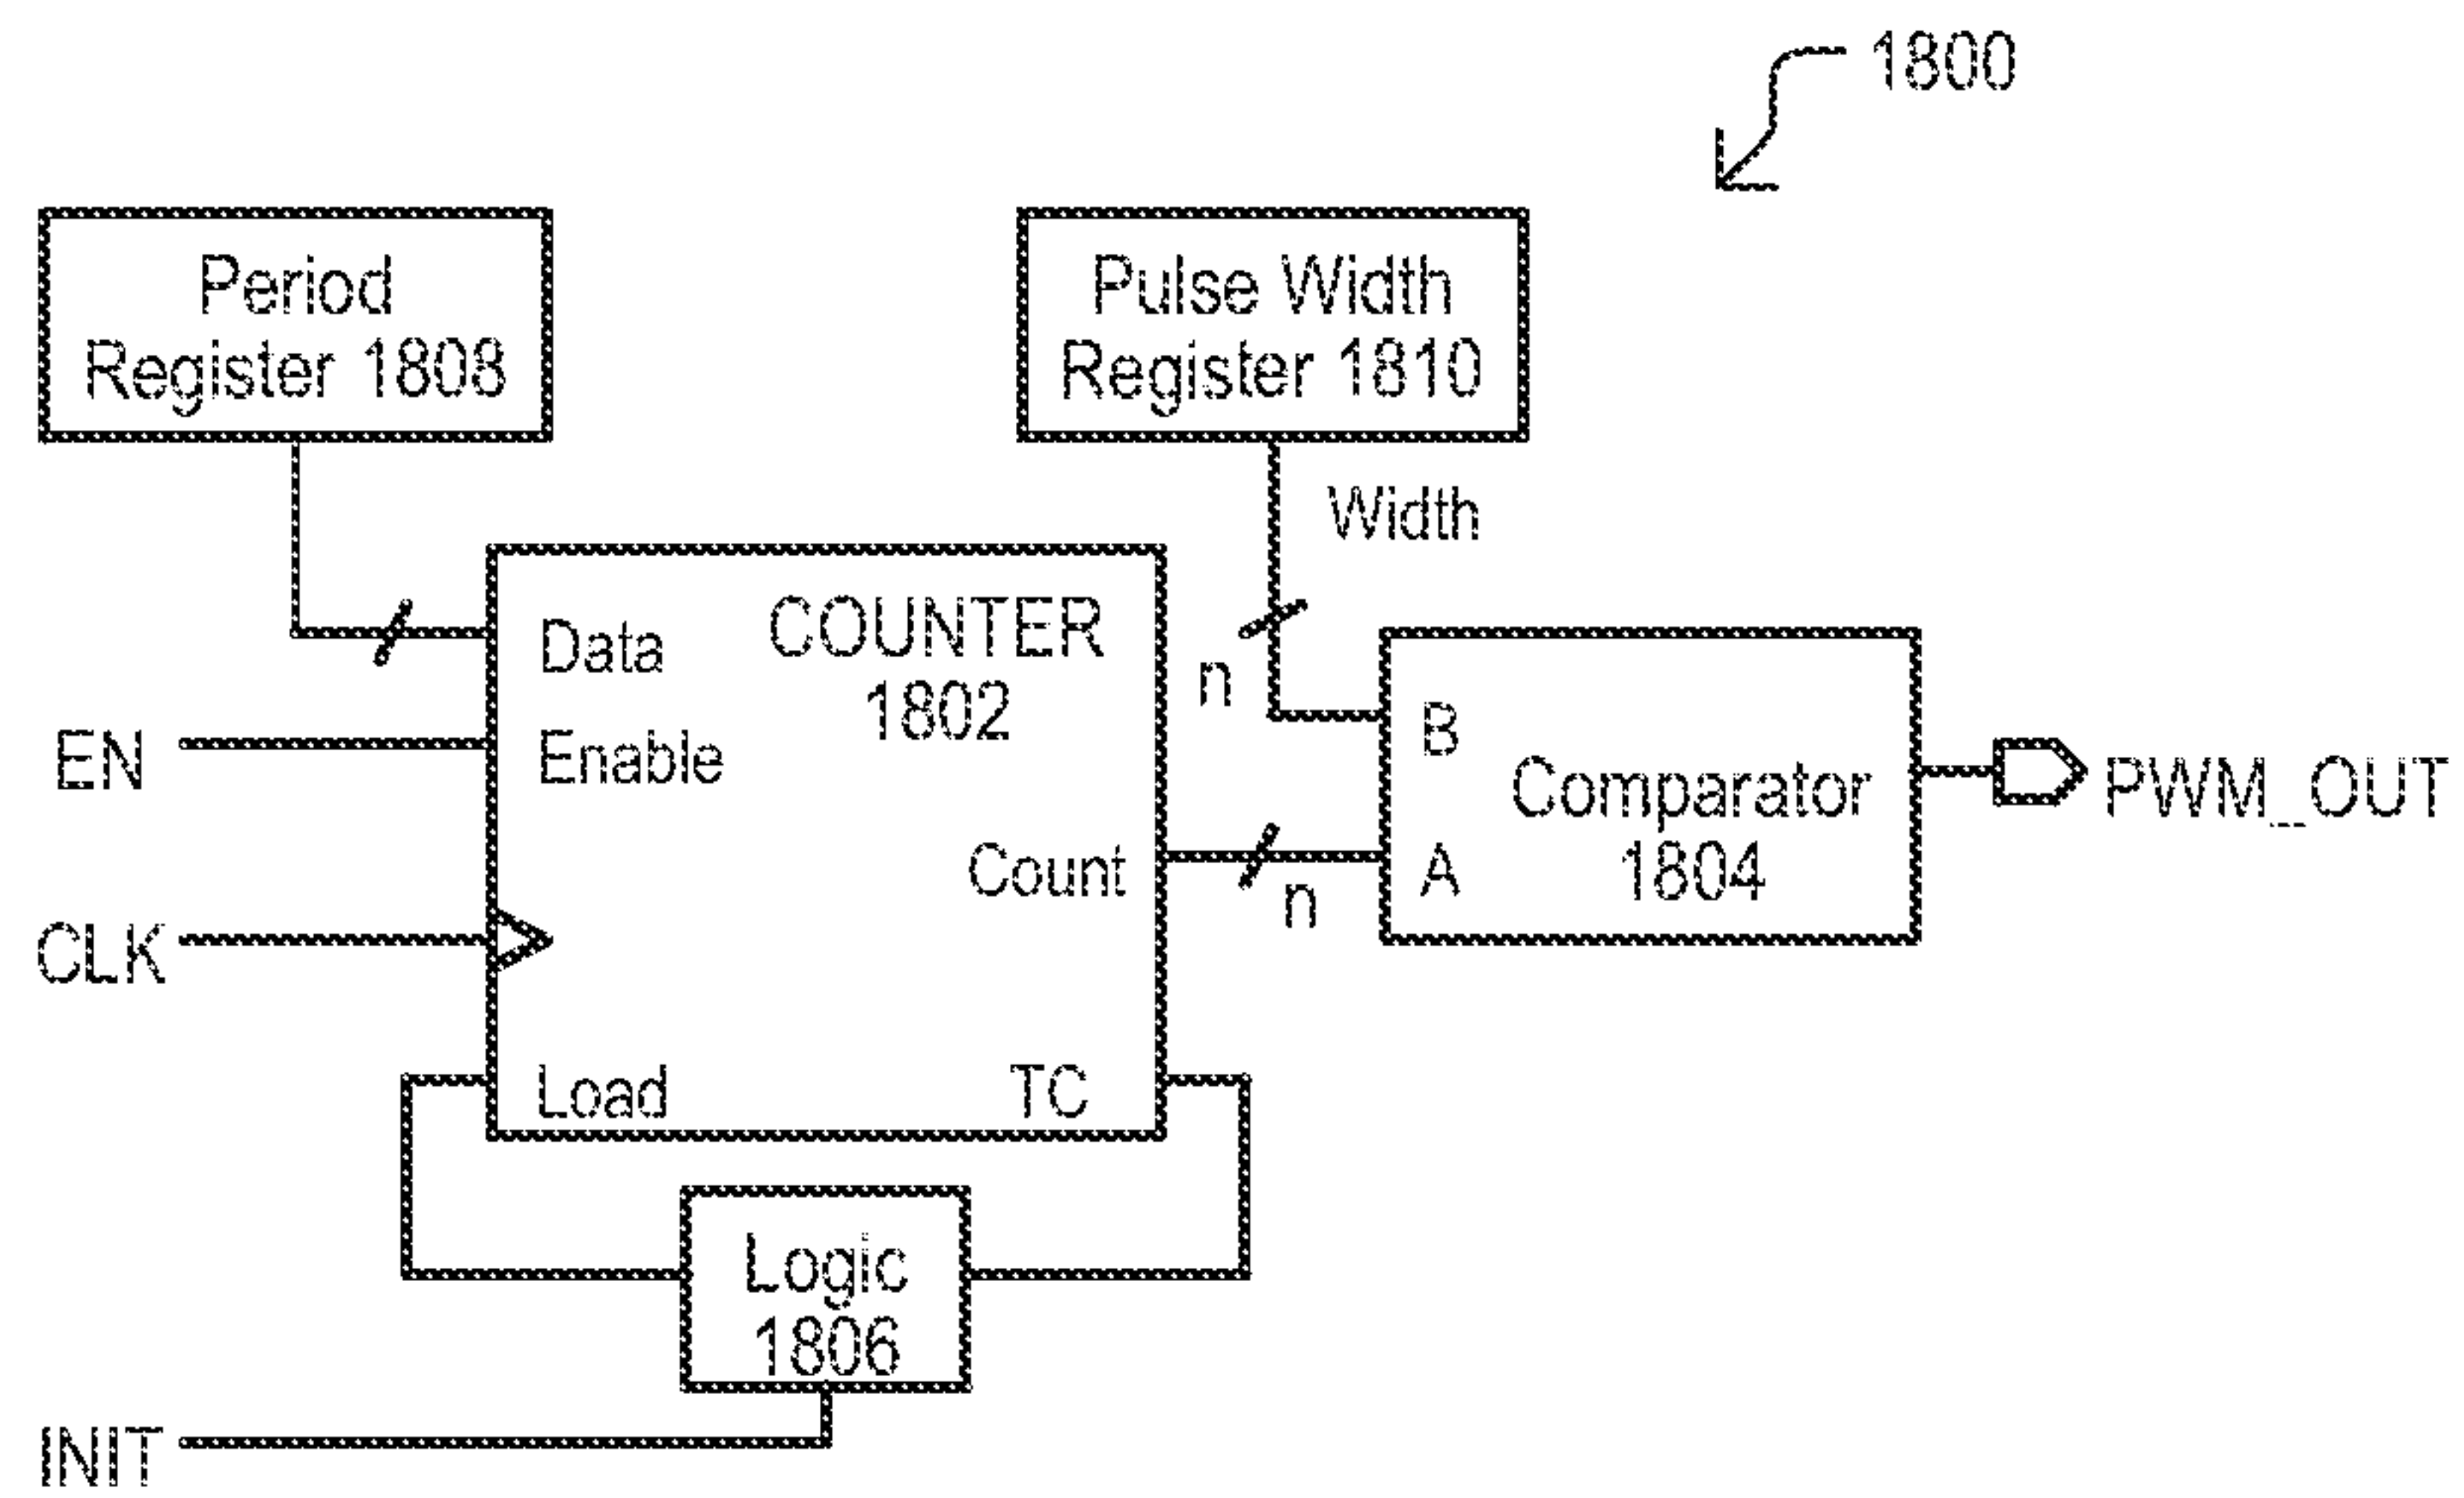 1800
Period
Register 1808
Pulse Width
Register 1810
Width
n
Data
COUNTER
1802
EN
Enable
B
Comparator
1804
PWM_OUT
Count
n
A
CLK
Load
TC
Logic
1806
INIT